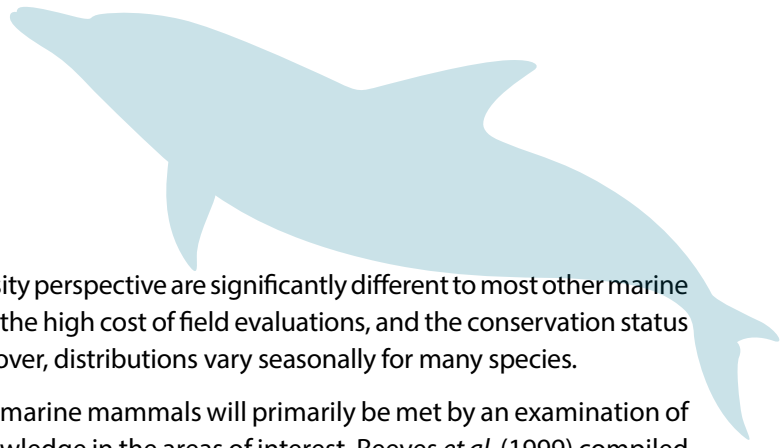 sity perspective are significantly different to most other marine
the high cost of field evaluations, and the conservation status
over, distributions vary seasonally for many species.
marine mammals will primarily be met by an examination of
wledge in the areas of interest. Reeves et al. (1999) compiled